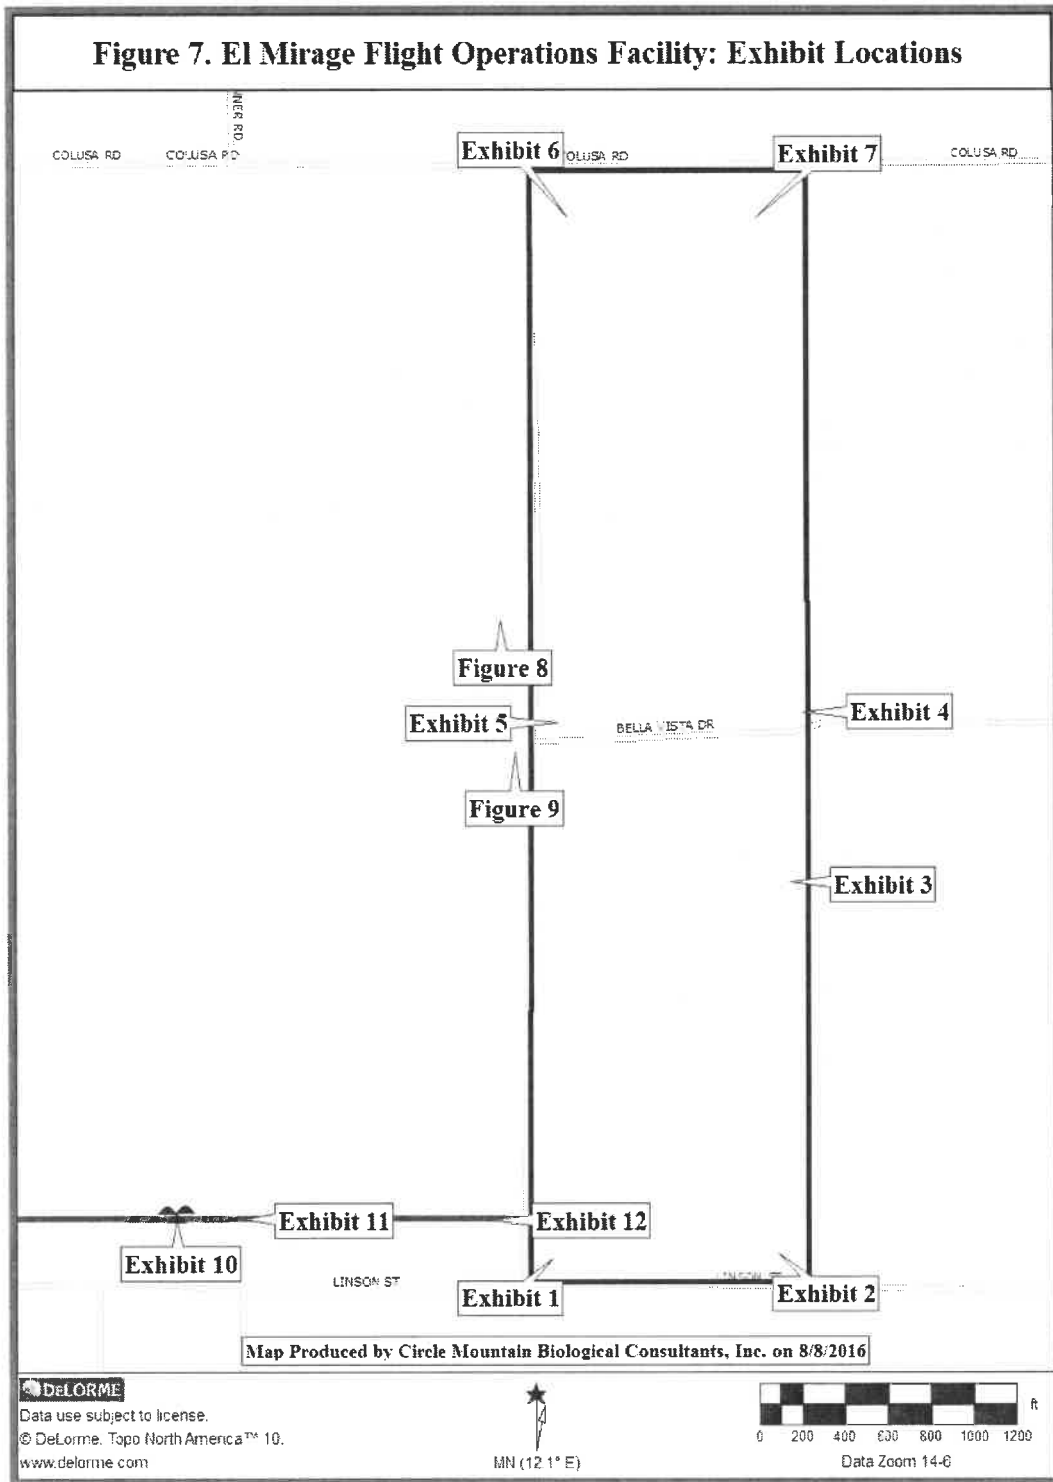 Figure 7. El Mirage Flight Operations Facility: Exhibit Locations
NER RD
COLUSA RD
COLUSA RD
Exhibit 6
OLUSA RD
Exhibit 7
COLUSA RD
Figure 8
Exhibit 5
BELLA VISTA DR
Exhibit 4
Figure 9
Exhibit 3
Exhibit 11
Exhibit 12
Exhibit 10
LINSON ST
Exhibit 1
Exhibit 2
Map Produced by Circle Mountain Biological Consultants, Inc. on 8/8/2016
DELORME
Data use subject to license.
© DeLorme. Topo North America™ 10.
www.delorme.com
MN (12.1° E)
ft
0 200 400 600 800 1000 1200
Data Zoom 14-6